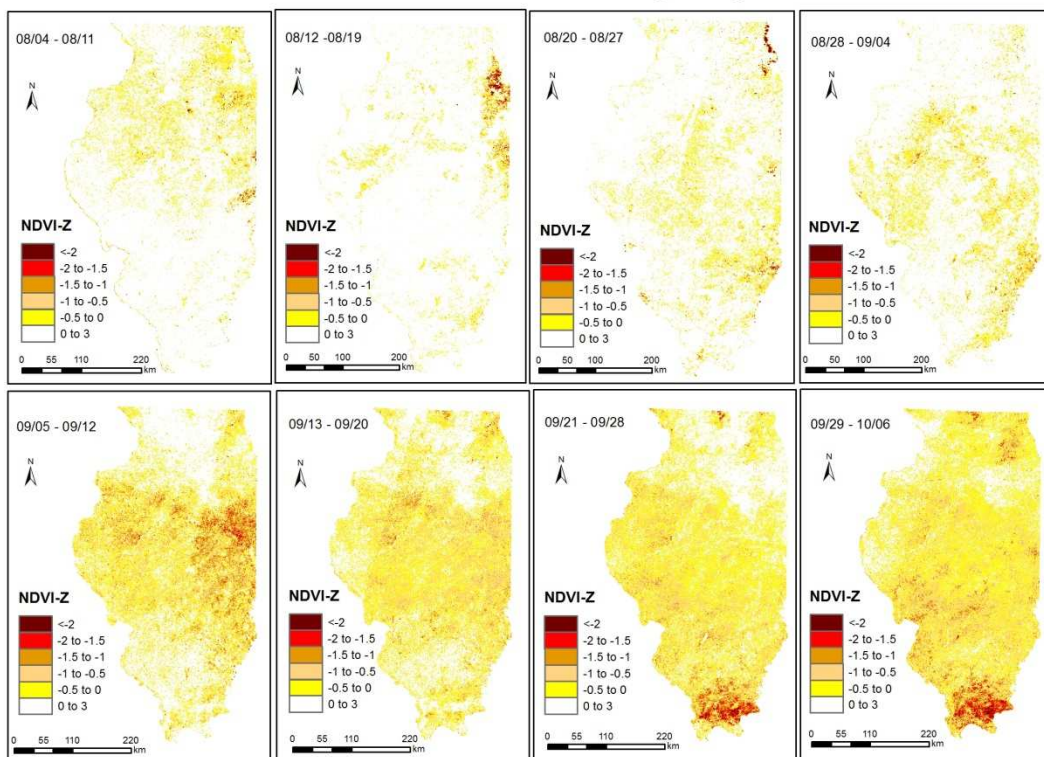 08/04 - 08/11
N
NDVI-Z
<-2
-2 to -1.5
-1.5 to -1
-1 to -0.5
-0.5 to 0
0 to 3
0 55 110 220
km
08/12 -08/19
N
NDVI-Z
<-2
-2 to -1.5
-1.5 to -1
-1 to -0.5
-0.5 to 0
0 to 3
0 50 100 200
km
08/20 - 08/27
N
NDVI-Z
<-2
-2 to -1.5
-1.5 to -1
-1 to -0.5
-0.5 to 0
0 to 3
0 50 100 200
km
08/28 - 09/04
N
NDVI-Z
<-2
-2 to -1.5
-1.5 to -1
-1 to -0.5
-0.5 to 0
0 to 3
0 55 110 220
km
09/05 - 09/12
N
NDVI-Z
<-2
-2 to -1.5
-1.5 to -1
-1 to -0.5
-0.5 to 0
0 to 3
0 55 110 220
km
09/13 - 09/20
N
NDVI-Z
<-2
-2 to -1.5
-1.5 to -1
-1 to -0.5
-0.5 to 0
0 to 3
0 55 110 220
km
09/21 - 09/28
N
NDVI-Z
<-2
-2 to -1.5
-1.5 to -1
-1 to -0.5
-0.5 to 0
0 to 3
0 55 110 220
km
09/29 - 10/06
N
NDVI-Z
<-2
-2 to -1.5
-1.5 to -1
-1 to -0.5
-0.5 to 0
0 to 3
0 55 110 220
km